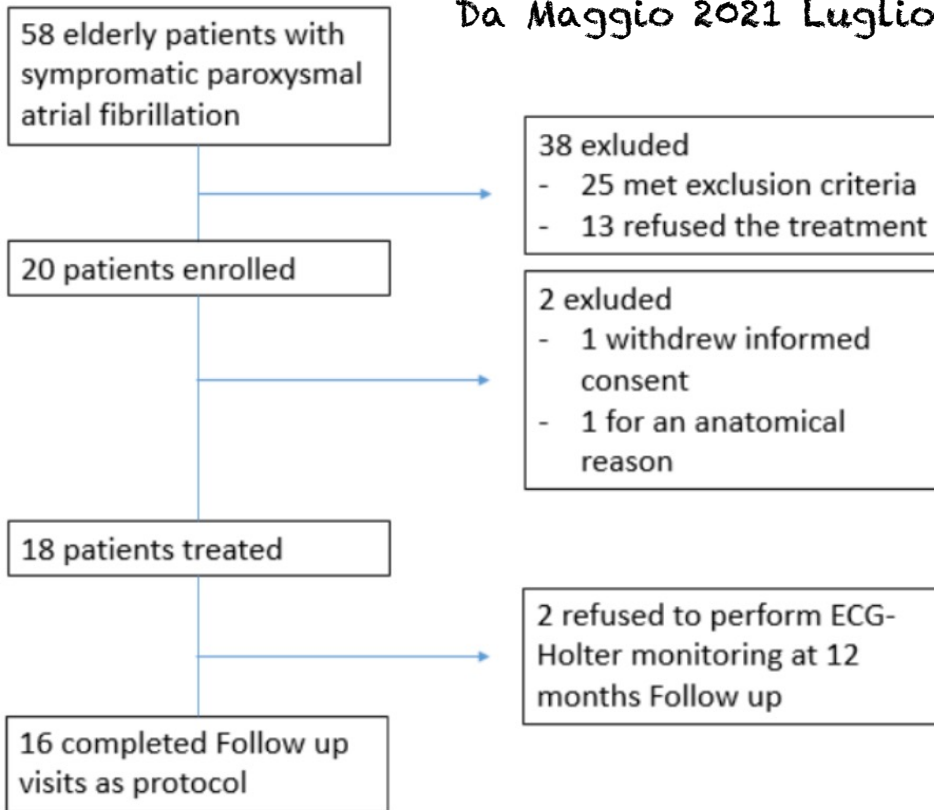 Da Maggio 2021 Luglio
58 elderly patients with
sympromatic paroxysmal
atrial fibrillation
38 exluded
- 25 met exclusion criteria
- 13 refused the treatment
20 patients enrolled
2 exluded
- 1 withdrew informed
consent
- 1 for an anatomical
reason
18 patients treated
2 refused to perform ECG-
Holter monitoring at 12
months Follow up
16 completed Follow up
visits as protocol